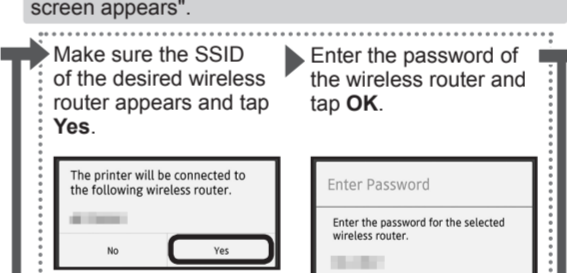 screen appears".
Make sure the SSID
of the desired wireless
router appears and tap
Yes.
Enter the password of
the wireless router and
tap OK.
The printer will be connected to
the following wireless router.
No
Yes
Enter Password
Enter the password for the selected
wireless router.